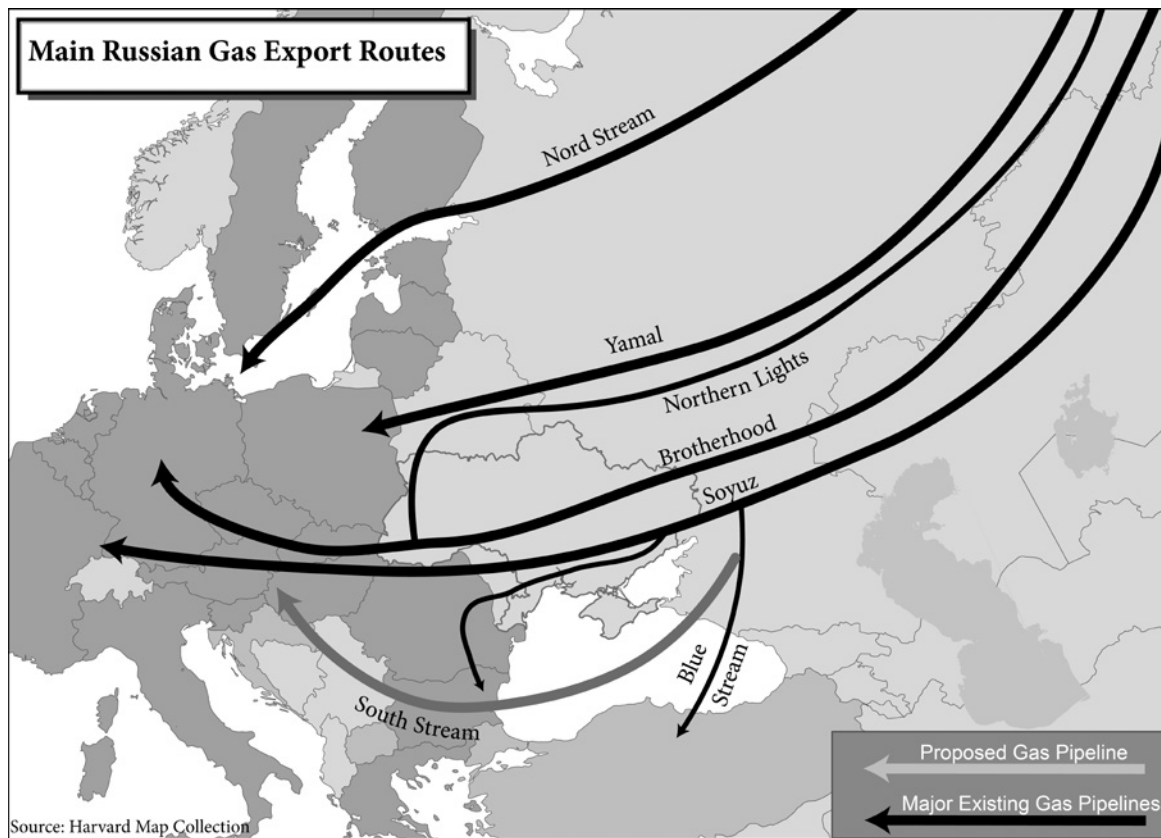 Main Russian Gas Export Routes
Nord Stream
Yamal
Northern Lights
Brotherhood
Soyuz
Blue
Stream
South Stream
Proposed Gas Pipeline
Major Existing Gas Pipelines
Source: Harvard Map Collection